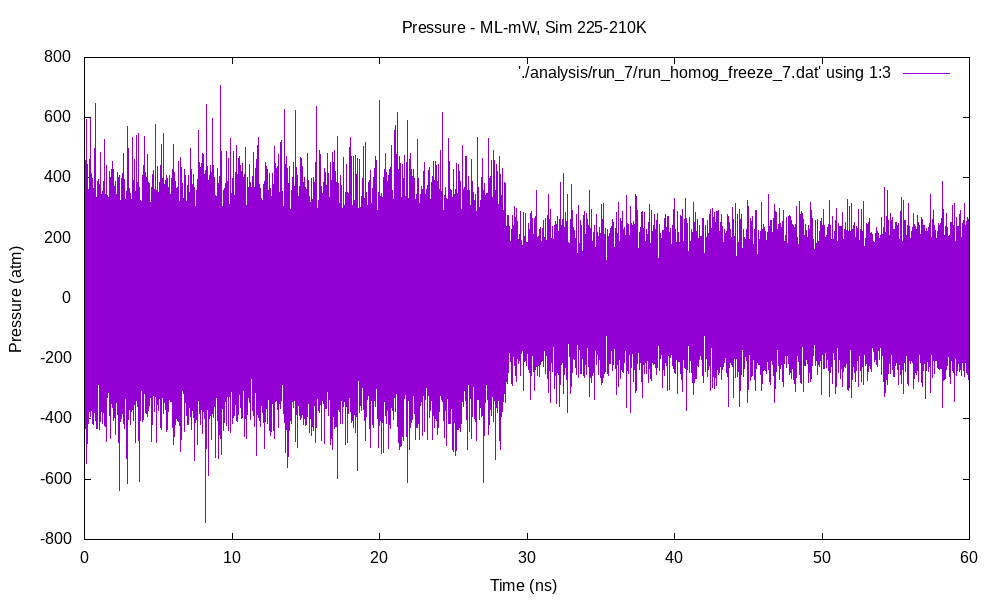 Pressure - ML-mW, Sim 225-210K
'./analysis/run_7/run_homog_freeze_7.dat' using 1:3
Pressure (atm)
800
600
400
200
0
-200
-400
-600
-800
0 10 20 30 40 50 60
Time (ns)